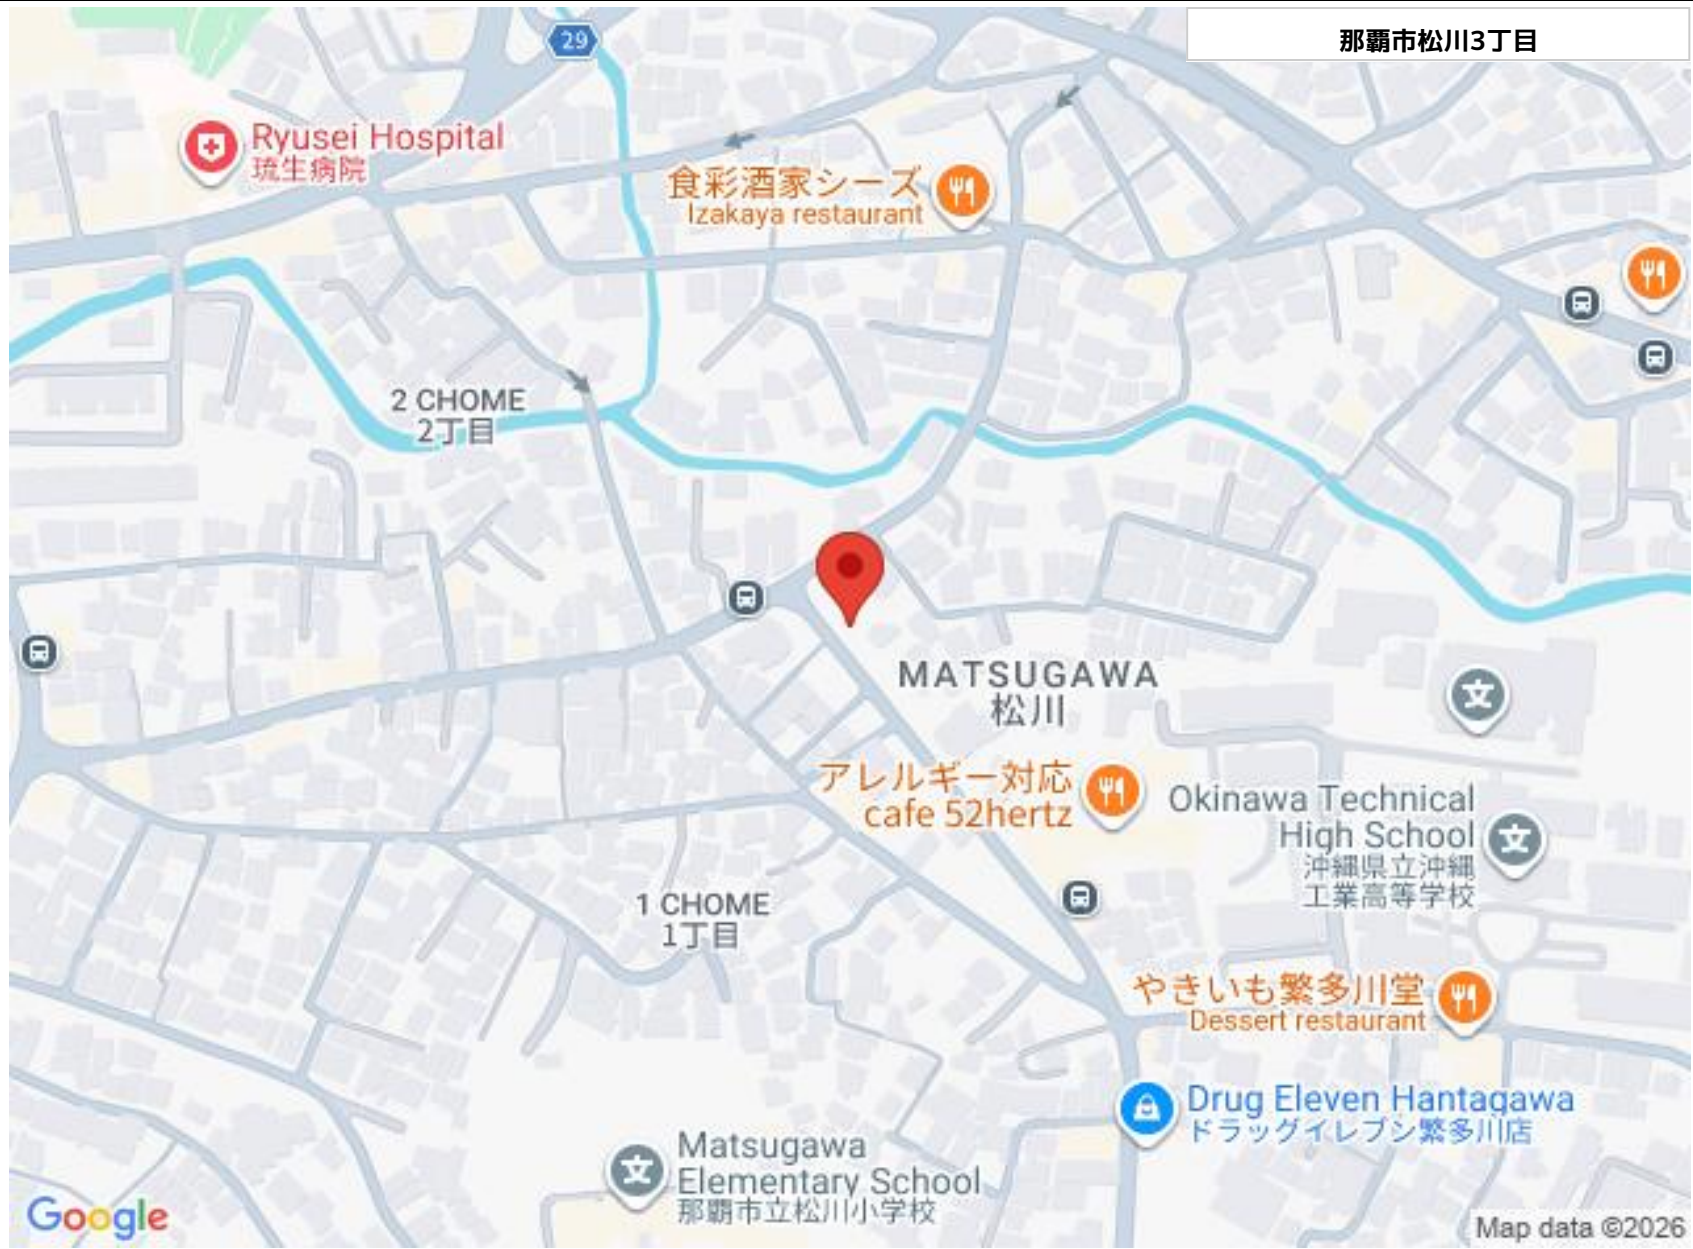 那覇市松川3丁目
29
Ryusei Hospital
琉生病院
食彩酒家シーズ
Izakaya restaurant
2 CHOME
2丁目
MATSUGAWA
松川
アレルギー対応
cafe 52hertz
Okinawa Technical
High School
沖縄県立沖縄
工業高等学校
1 CHOME
1丁目
やきいも繁多川堂
Dessert restaurant
Drug Eleven Hantagawa
ドラッグイレブン繁多川店
Matsugawa
Elementary School
那覇市立松川小学校
Google
Map data ©2026